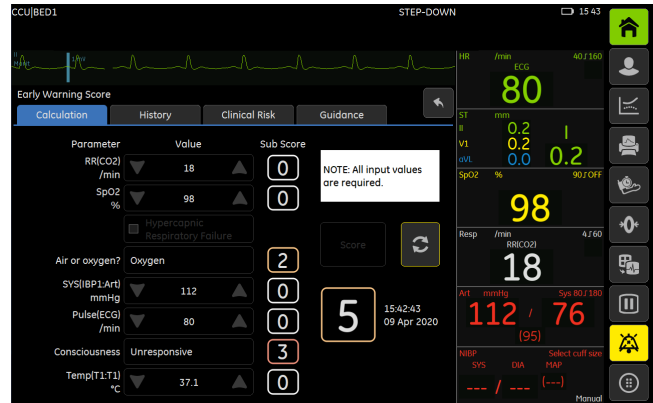 CCU|BED1 STEP-DOWN 15 43
II
1 mV
HR /min 40 160
ECG
80
Early Warning Score
Calculation History Clinical Risk Guidance
ST mm
II 0.2 I
V1 0.2
aVL 0.0 0.2
Parameter Value Sub Score
RR(CO2) /min 18 0
NOTE: All input values
are required.
SpO2 % 98 0
SpO2 % 90 OFF
98
Hypercapnic
Respiratory Failure
Score
Air or oxygen? Oxygen 2
Resp /min 4 60
RR(CO2)
18
SYS(IBP1:Art) mmHg 112 0
5 15:42:43
09 Apr 2020
Pulse(ECG) /min 80 0
Art mmHg Sys 80 180
112 / 76
(95)
Consciousness Unresponsive 3
Temp(T1:T1) °C 37.1 0
NIBP Select cuff size
SYS DIA MAP
--- / --- (---)
Manual